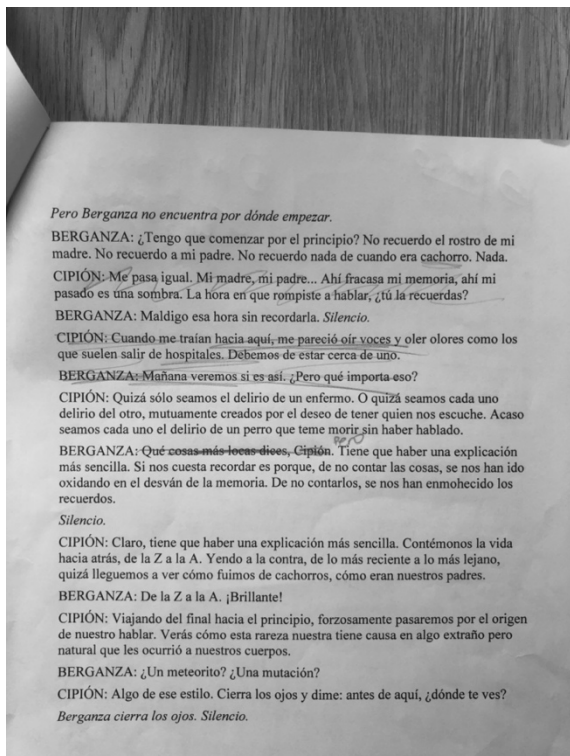 Pero Berganza no encuentra por dónde empezar.
BERGANZA: ¿Tengo que comenzar por el principio? No recuerdo el rostro de mi
madre. No recuerdo a mi padre. No recuerdo nada de cuando era cachorro. Nada.
CIPIÓN: Me pasa igual. Mi madre, mi padre... Ahí fracasa mi memoria, ahí mi
pasado es una sombra. La hora en que rompiste a hablar, ¿tú la recuerdas?
BERGANZA: Maldigo esa hora sin recordarla. Silencio.
CIPIÓN: Cuando me traían hacia aquí, me pareció oír voces y oler olores como los
que suelen salir de hospitales. Debemos de estar cerca de uno.
BERGANZA: Mañana veremos si es así. ¿Pero qué importa eso?
CIPIÓN: Quizá sólo seamos el delirio de un enfermo. O quizá seamos cada uno
delirio del otro, mutuamente creados por el deseo de tener quien nos escuche. Acaso
seamos cada uno el delirio de un perro que teme morir sin haber hablado.
pero
BERGANZA: Qué cosas más locas dices, Cipión. Tiene que haber una explicación
más sencilla. Si nos cuesta recordar es porque, de no contar las cosas, se nos han ido
oxidando en el desván de la memoria. De no contarlos, se nos han enmohecido los
recuerdos.
Silencio.
CIPIÓN: Claro, tiene que haber una explicación más sencilla. Contémonos la vida
hacia atrás, de la Z a la A. Yendo a la contra, de lo más reciente a lo más lejano,
quizá lleguemos a ver cómo fuimos de cachorros, cómo eran nuestros padres.
BERGANZA: De la Z a la A. ¡Brillante!
CIPIÓN: Viajando del final hacia el principio, forzosamente pasaremos por el origen
de nuestro hablar. Verás cómo esta rareza nuestra tiene causa en algo extraño pero
natural que les ocurrió a nuestros cuerpos.
BERGANZA: ¿Un meteorito? ¿Una mutación?
CIPIÓN: Algo de ese estilo. Cierra los ojos y dime: antes de aquí, ¿dónde te ves?
Berganza cierra los ojos. Silencio.